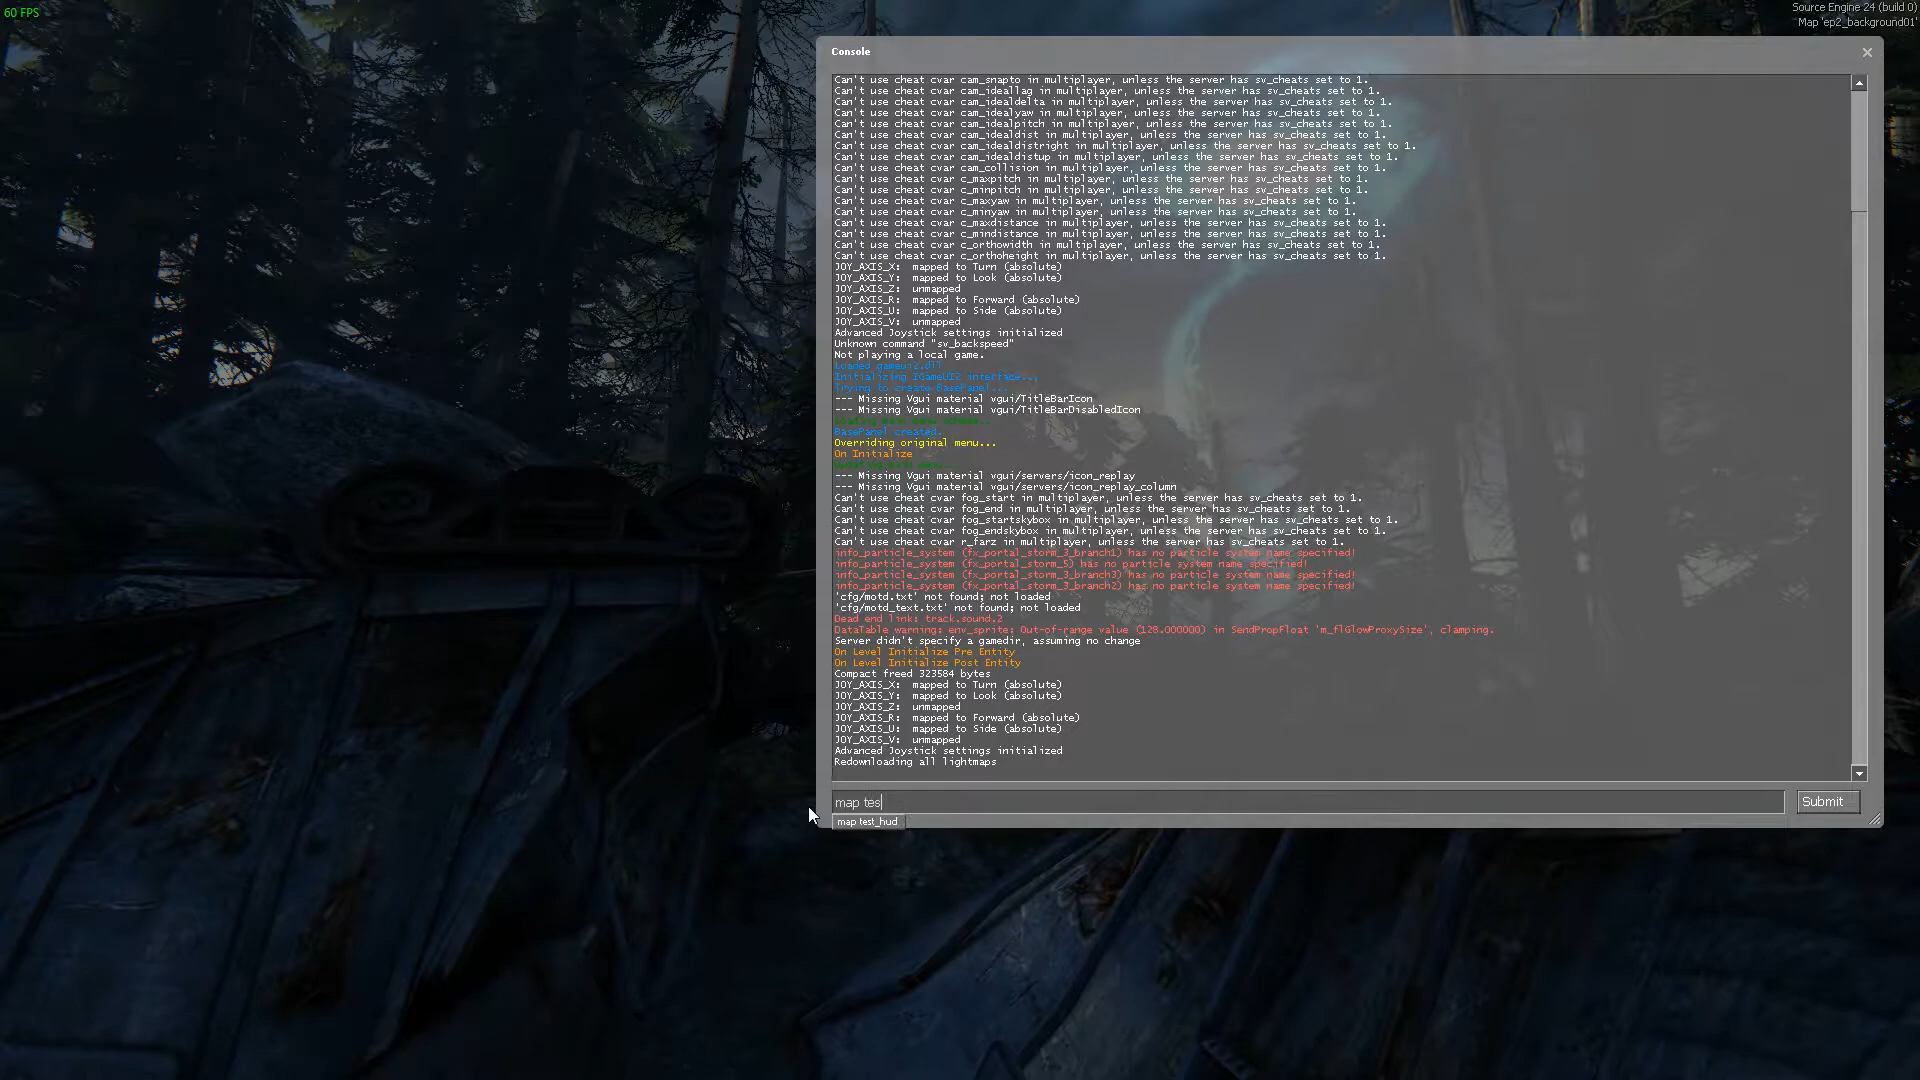 60 FPS
Source Engine 24 (build 0)
Map 'ep2_background01'
Console
Can't use cheat cvar cam_snapto in multiplayer, unless the server has sv_cheats set to 1.
Can't use cheat cvar cam_ideallag in multiplayer, unless the server has sv_cheats set to 1.
Can't use cheat cvar cam_idealdelta in multiplayer, unless the server has sv_cheats set to 1.
Can't use cheat cvar cam_idealyaw in multiplayer, unless the server has sv_cheats set to 1.
Can't use cheat cvar cam_idealpitch in multiplayer, unless the server has sv_cheats set to 1.
Can't use cheat cvar cam_idealdist in multiplayer, unless the server has sv_cheats set to 1.
Can't use cheat cvar cam_idealdistright in multiplayer, unless the server has sv_cheats set to 1.
Can't use cheat cvar cam_idealdistup in multiplayer, unless the server has sv_cheats set to 1.
Can't use cheat cvar cam_collision in multiplayer, unless the server has sv_cheats set to 1.
Can't use cheat cvar c_maxpitch in multiplayer, unless the server has sv_cheats set to 1.
Can't use cheat cvar c_minpitch in multiplayer, unless the server has sv_cheats set to 1.
Can't use cheat cvar c_maxyaw in multiplayer, unless the server has sv_cheats set to 1.
Can't use cheat cvar c_minyaw in multiplayer, unless the server has sv_cheats set to 1.
Can't use cheat cvar c_maxdistance in multiplayer, unless the server has sv_cheats set to 1.
Can't use cheat cvar c_mindistance in multiplayer, unless the server has sv_cheats set to 1.
Can't use cheat cvar c_orthowidth in multiplayer, unless the server has sv_cheats set to 1.
Can't use cheat cvar c_orthoheight in multiplayer, unless the server has sv_cheats set to 1.
JOY_AXIS_X:  mapped to Turn (absolute)
JOY_AXIS_Y:  mapped to Look (absolute)
JOY_AXIS_Z:  unmapped
JOY_AXIS_R:  mapped to Forward (absolute)
JOY_AXIS_U:  mapped to Side (absolute)
JOY_AXIS_V:  unmapped
Advanced Joystick settings initialized
Unknown command "sv_backspeed"
Not playing a local game.
Loaded gameui2.dll
Initializing IGameUI2 interface...
Trying to create BasePanel...
--- Missing Vgui material vgui/TitleBarIcon
--- Missing Vgui material vgui/TitleBarDisabledIcon
BasePanel created.
Overriding original menu...
On Initialize
--- Missing Vgui material vgui/servers/icon_replay
--- Missing Vgui material vgui/servers/icon_replay_column
Can't use cheat cvar fog_start in multiplayer, unless the server has sv_cheats set to 1.
Can't use cheat cvar fog_end in multiplayer, unless the server has sv_cheats set to 1.
Can't use cheat cvar fog_startskybox in multiplayer, unless the server has sv_cheats set to 1.
Can't use cheat cvar fog_endskybox in multiplayer, unless the server has sv_cheats set to 1.
Can't use cheat cvar r_farz in multiplayer, unless the server has sv_cheats set to 1.
info_particle_system (fx_portal_storm_3_branch1) has no particle system name specified!
info_particle_system (fx_portal_storm_5) has no particle system name specified!
info_particle_system (fx_portal_storm_3_branch3) has no particle system name specified!
info_particle_system (fx_portal_storm_3_branch2) has no particle system name specified!
'cfg/motd.txt' not found; not loaded
'cfg/motd_text.txt' not found; not loaded
Dead end link: track.sound.2
DataTable warning: env_sprite: Out-of-range value (128.000000) in SendPropFloat 'm_flGlowProxySize', clamping.
Server didn't specify a gamedir, assuming no change
On Level Initialize Pre Entity
On Level Initialize Post Entity
Compact freed 323584 bytes
JOY_AXIS_X:  mapped to Turn (absolute)
JOY_AXIS_Y:  mapped to Look (absolute)
JOY_AXIS_Z:  unmapped
JOY_AXIS_R:  mapped to Forward (absolute)
JOY_AXIS_U:  mapped to Side (absolute)
JOY_AXIS_V:  unmapped
Advanced Joystick settings initialized
Redownloading all lightmaps
map tes
Submit
map test_hud